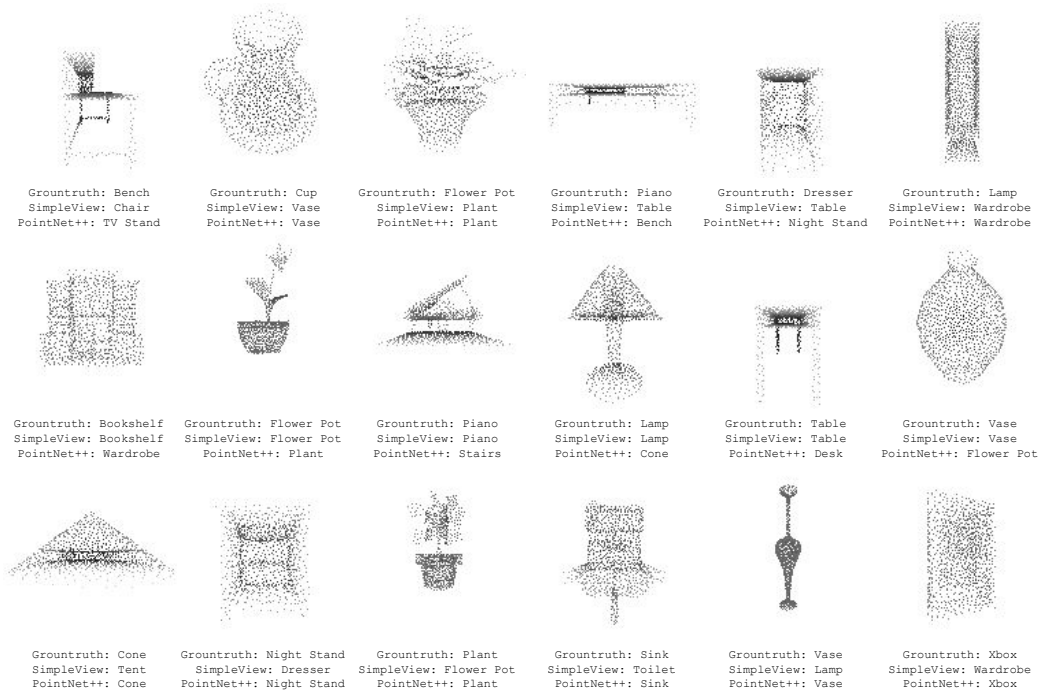 Grountruth: Bench
SimpleView: Chair
PointNet++: TV Stand
Grountruth: Cup
SimpleView: Vase
PointNet++: Vase
Grountruth: Flower Pot
SimpleView: Plant
PointNet++: Plant
Grountruth: Piano
SimpleView: Table
PointNet++: Bench
Grountruth: Dresser
SimpleView: Table
PointNet++: Night Stand
Grountruth: Lamp
SimpleView: Wardrobe
PointNet++: Wardrobe
Grountruth: Bookshelf
SimpleView: Bookshelf
PointNet++: Wardrobe
Grountruth: Flower Pot
SimpleView: Flower Pot
PointNet++: Plant
Grountruth: Piano
SimpleView: Piano
PointNet++: Stairs
Grountruth: Lamp
SimpleView: Lamp
PointNet++: Cone
Grountruth: Table
SimpleView: Table
PointNet++: Desk
Grountruth: Vase
SimpleView: Vase
PointNet++: Flower Pot
Grountruth: Cone
SimpleView: Tent
PointNet++: Cone
Grountruth: Night Stand
SimpleView: Dresser
PointNet++: Night Stand
Grountruth: Plant
SimpleView: Flower Pot
PointNet++: Plant
Grountruth: Sink
SimpleView: Toilet
PointNet++: Sink
Grountruth: Vase
SimpleView: Lamp
PointNet++: Vase
Grountruth: Xbox
SimpleView: Wardrobe
PointNet++: Xbox